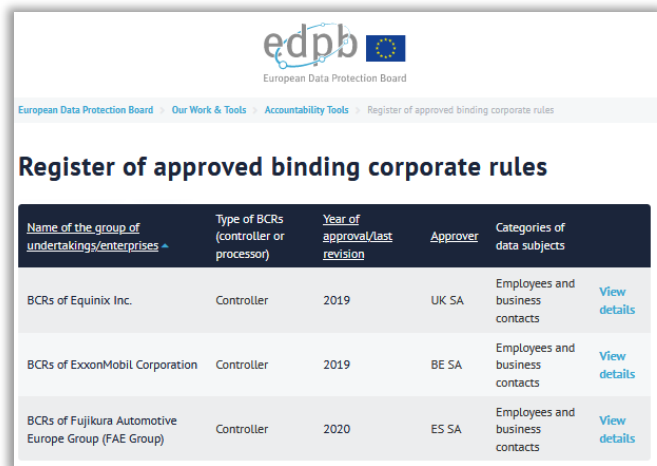 edpb
European Data Protection Board
European Data Protection Board > Our Work & Tools > Accountability Tools > Register of approved binding corporate rules
Register of approved binding corporate rules
Name of the group of
undertakings/enterprises
Type of BCRs
(controller or
processor)
Year of
approval/last
revision
Approver
Categories of
data subjects
BCRs of Equinix Inc.
Controller
2019
UK SA
Employees and
business
contacts
View
details
BCRs of ExxonMobil Corporation
Controller
2019
BE SA
Employees and
business
contacts
View
details
BCRs of Fujikura Automotive
Europe Group (FAE Group)
Controller
2020
ES SA
Employees and
business
contacts
View
details